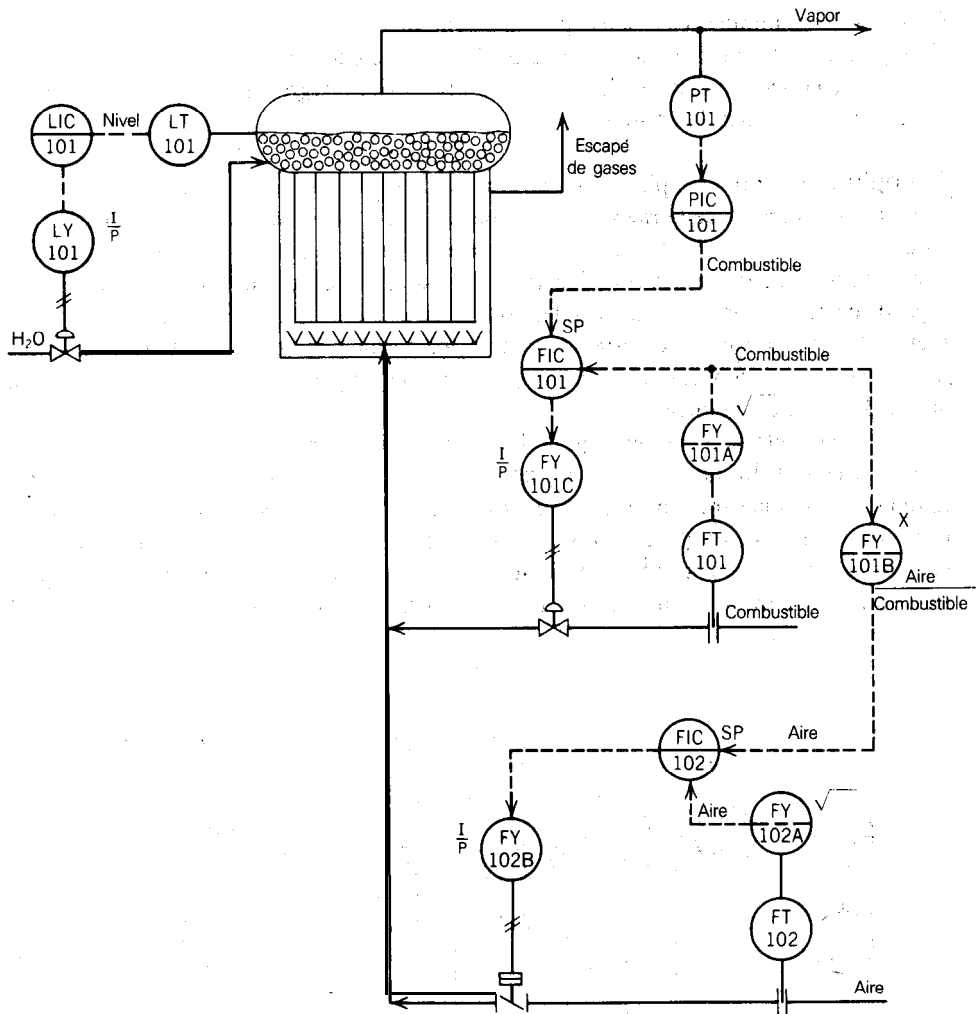 Vapor
PT
101
LIC
101
Nivel
LT
101
Escape
de gases
PIC
101
LY
101
I
P
Combustible
H₂O
SP
FIC
101
Combustible
√
FY
101A
I
P
FY
101C
FT
101
X
FY
101B
Aire
Combustible
Combustible
FIC
102
SP
Aire
Aire
√
FY
102A
I
P
FY
102B
FT
102
Aire